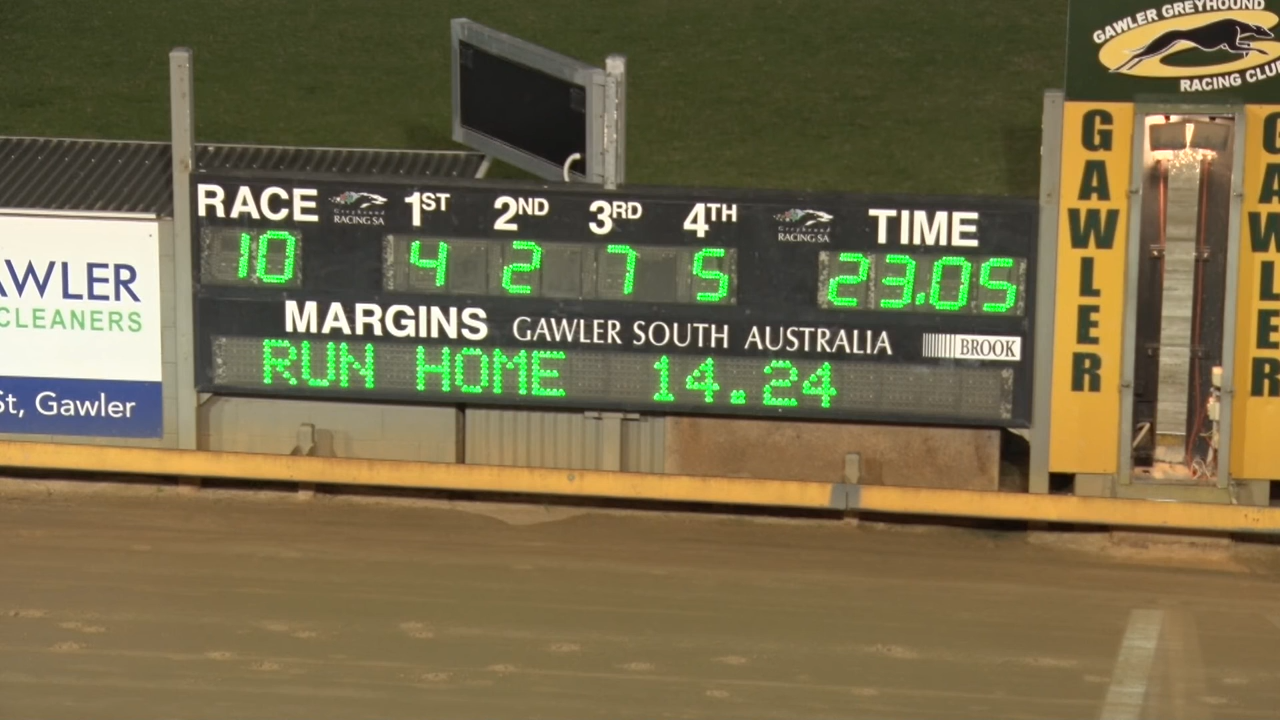 GAWLER GREYHOUND
RACING CLU
RACE
Greyhound
RACING SA
1ST 2ND 3RD 4TH
Greyhound
RACING SA
TIME
10 4 2 7 5 23.05
MARGINS GAWLER SOUTH AUSTRALIA BROOK
RUN HOME 14.24
AWLER
CLEANERS
St, Gawler
GAWLER
GAWLER